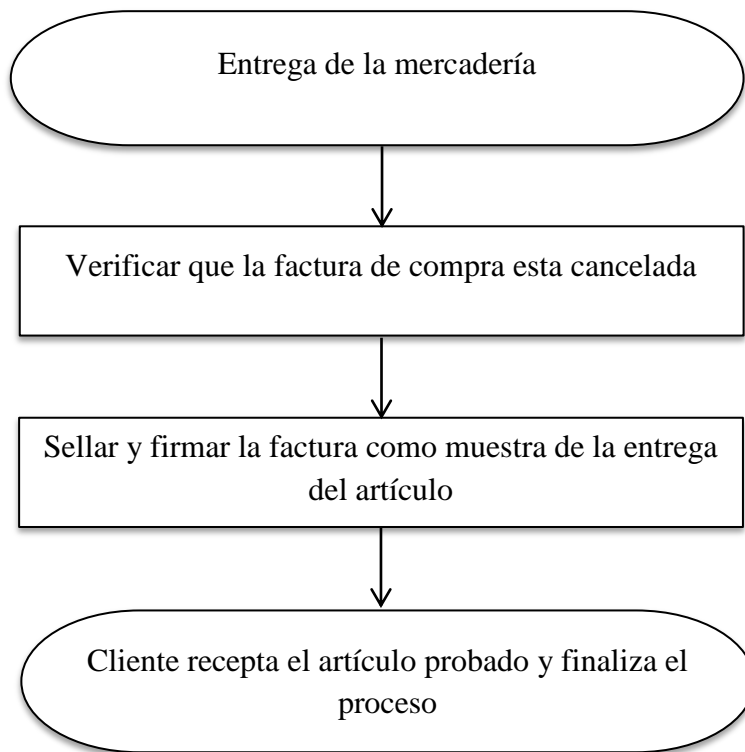 Entrega de la mercadería
Verificar que la factura de compra esta cancelada
Sellar y firmar la factura como muestra de la entrega
del artículo
Cliente recepta el artículo probado y finaliza el
proceso